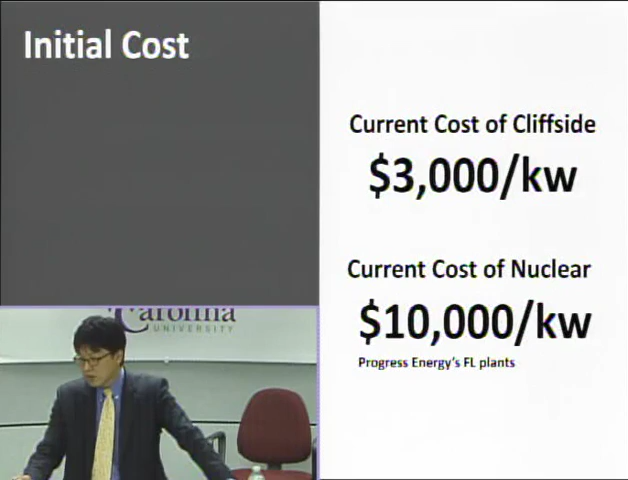 Initial Cost
Current Cost of Cliffside
$3,000/kw
Current Cost of Nuclear
$10,000/kw
Progress Energy's FL plants
Carolina
UNIVERSITY